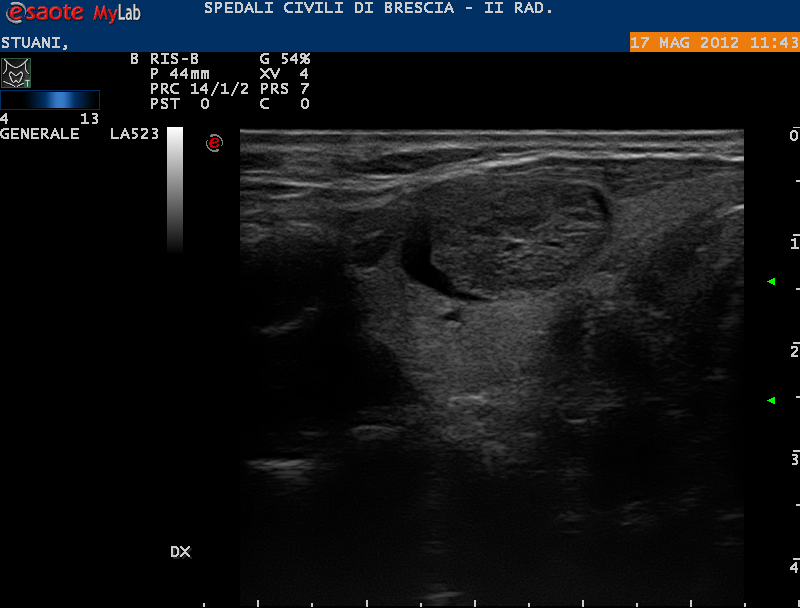 esaote MyLab
SPEDALI CIVILI DI BRESCIA - II RAD.
STUANI,
17 MAG 2012 11:43
B RIS-B G 54%
P 44mm XV 4
PRC 14/1/2 PRS 7
PST 0 C 0
T
4 13
GENERALE LA523
e
0
1
2
3
4
DX